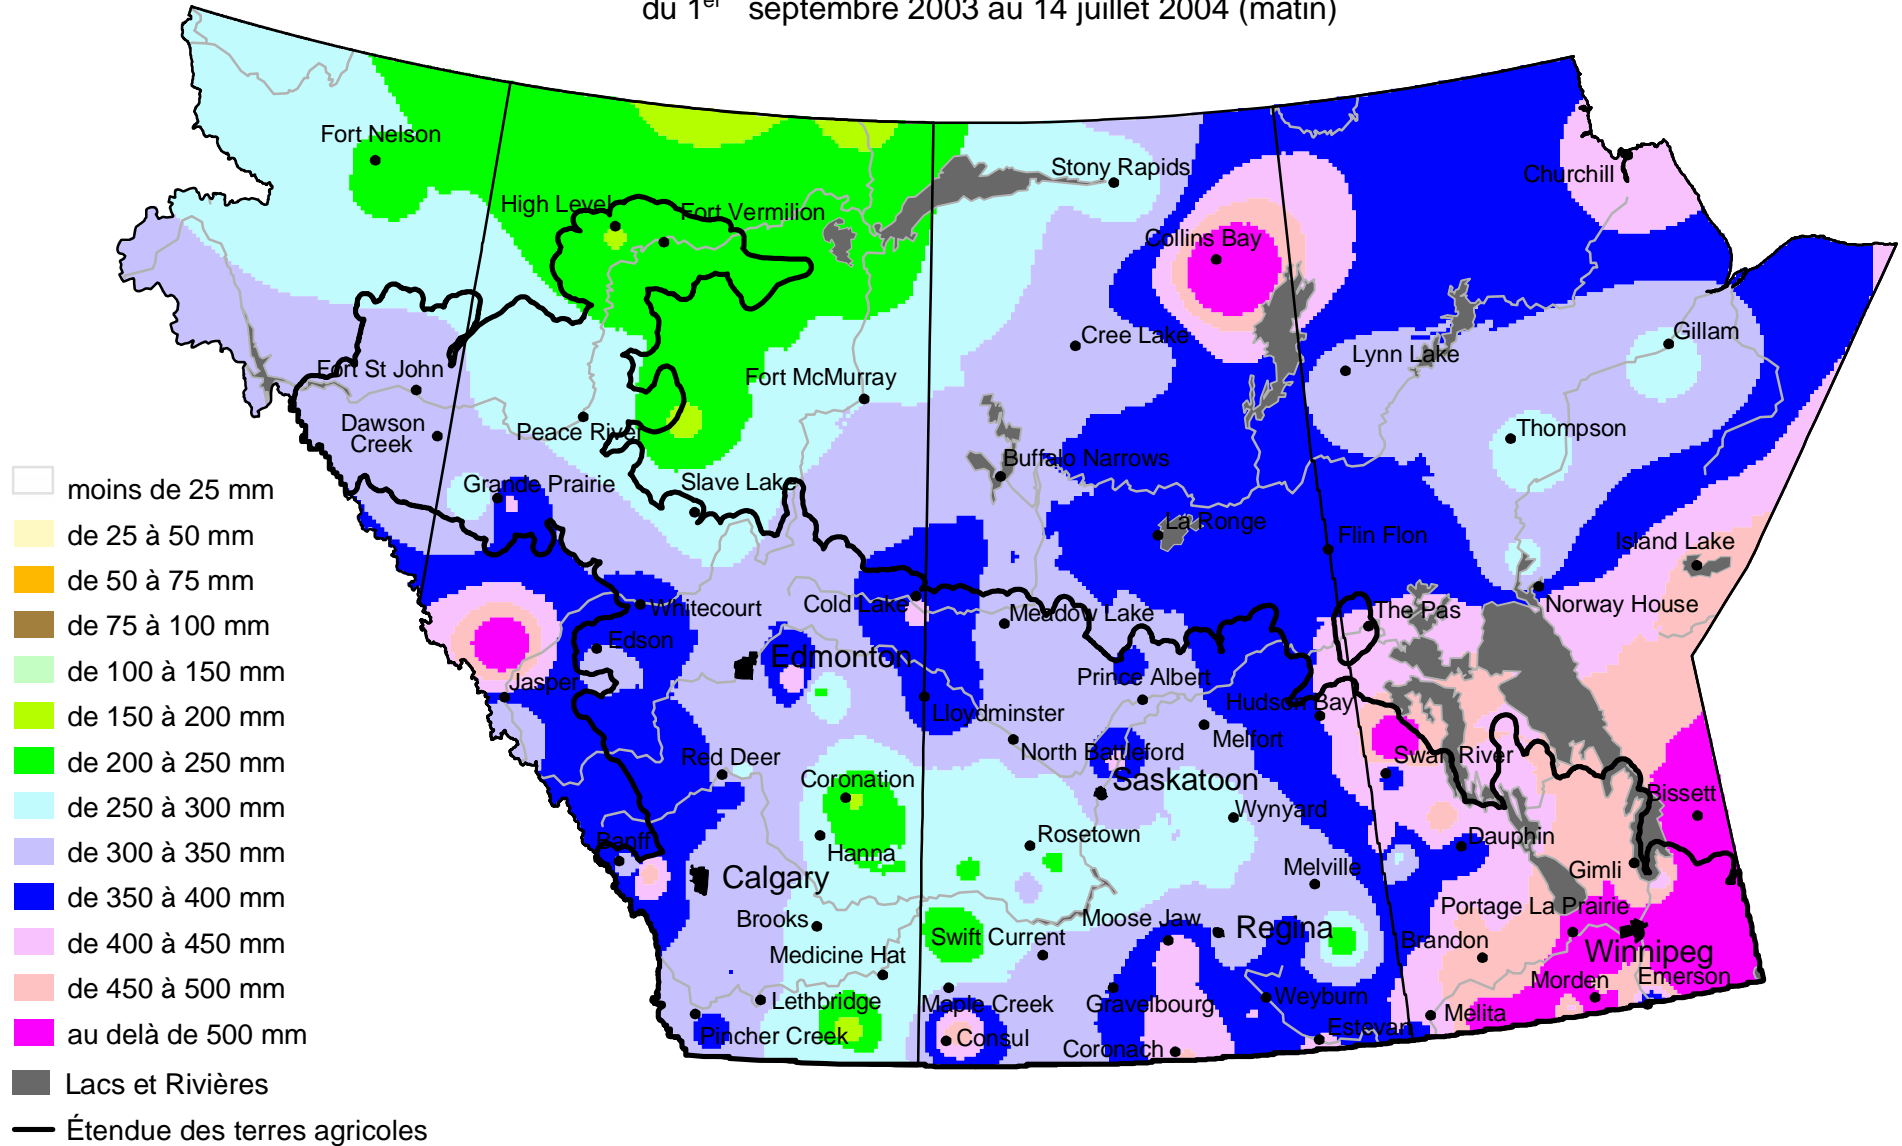 du 1er septembre 2003 au 14 juillet 2004 (matin)
Fort Nelson
Stony Rapids
Churchill
High Level
Fort Vermilion
Collins Bay
Gillam
Cree Lake
Lynn Lake
Fort St John
Fort McMurray
Dawson
Creek
Peace River
Thompson
Buffalo Narrows
Grande Prairie
Slave Lake
La Ronge
Flin Flon
Island Lake
Whitecourt
Cold Lake
Meadow Lake
The Pas
Norway House
Edson
Edmonton
Jasper
Prince Albert
Hudson Bay
Lloydminster
North Battleford
Melfort
Red Deer
Swan River
Coronation
Saskatoon
Bissett
Wynyard
Banff
Hanna
Rosetown
Dauphin
Calgary
Melville
Gimli
Brooks
Moose Jaw
Regina
Portage La Prairie
Swift Current
Brandon
Winnipeg
Medicine Hat
Morden
Emerson
Lethbridge
Maple Creek
Gravelbourg
Weyburn
Melita
Pincher Creek
Consul
Coronach
Estevan
moins de 25 mm
de 25 à 50 mm
de 50 à 75 mm
de 75 à 100 mm
de 100 à 150 mm
de 150 à 200 mm
de 200 à 250 mm
de 250 à 300 mm
de 300 à 350 mm
de 350 à 400 mm
de 400 à 450 mm
de 450 à 500 mm
au delà de 500 mm
Lacs et Rivières
Étendue des terres agricoles